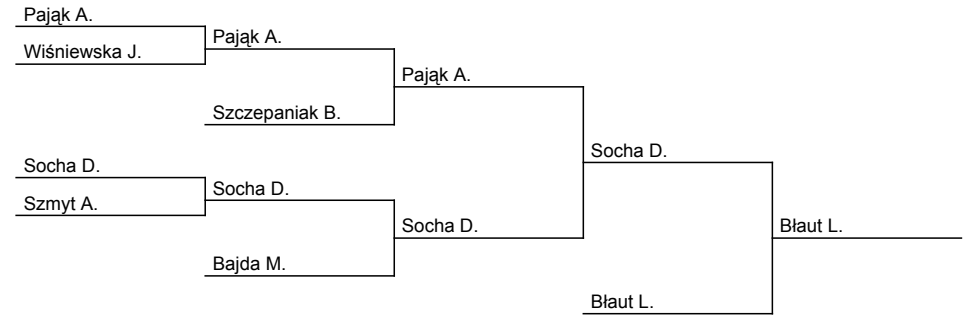 Pająk A.
Wiśniewska J.
Pająk A.
Szczepaniak B.
Pająk A.
Socha D.
Szmyt A.
Socha D.
Bajda M.
Socha D.
Socha D.
Błaut L.
Błaut L.